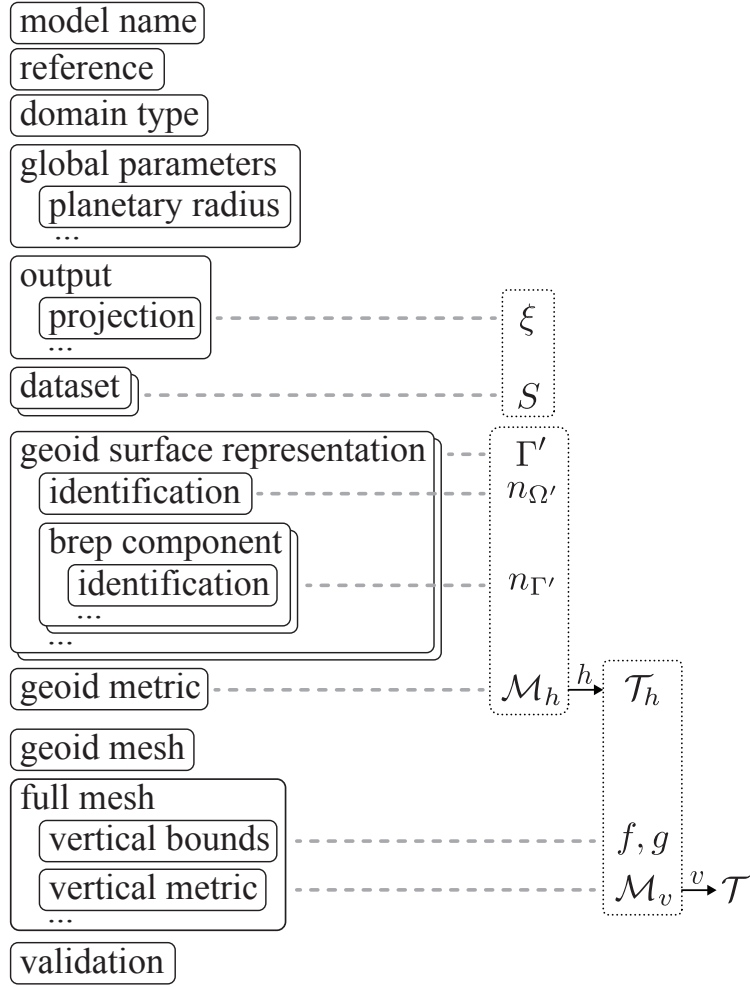 model name
reference
domain type
global parameters
planetary radius
...
output
projection ξ
...
dataset S
geoid surface representation Γ′
identification n_Ω′
brep component
identification n_Γ′
...
...
geoid metric ℳ_h h 𝒯_h
geoid mesh
full mesh
vertical bounds f, g
vertical metric ℳ_v v 𝒯
...
validation